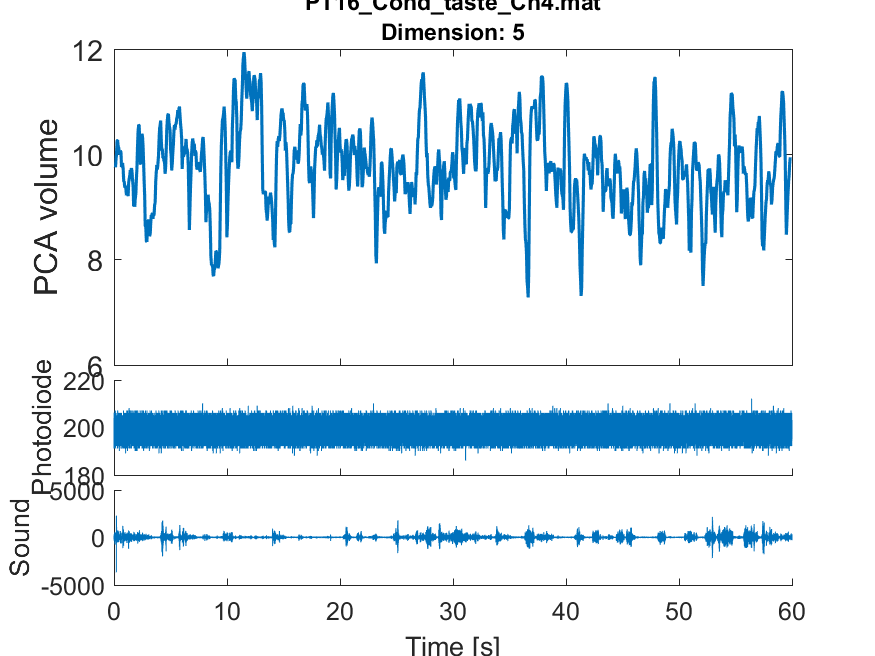 PT16_Cond_taste_Ch4.mat
Dimension: 5
12
10
8
6
PCA volume
220
200
180
Photodiode
5000
0
-5000
Sound
0 10 20 30 40 50 60
Time [s]